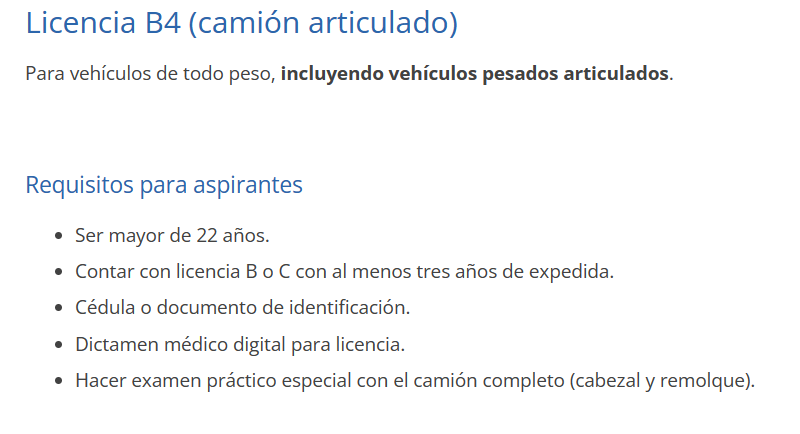 Licencia B4 (camión articulado)
Para vehículos de todo peso, incluyendo vehículos pesados articulados.
Requisitos para aspirantes
• Ser mayor de 22 años.
• Contar con licencia B o C con al menos tres años de expedida.
• Cédula o documento de identificación.
• Dictamen médico digital para licencia.
• Hacer examen práctico especial con el camión completo (cabezal y remolque).